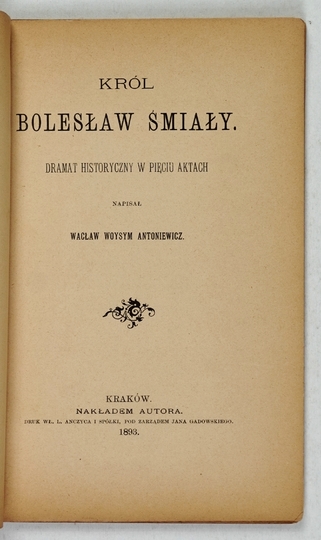 KRÓL
BOLESŁAW ŚMIAŁY.
DRAMAT HISTORYCZNY W PIĘCIU AKTACH
NAPISAŁ
WACŁAW WOYSYM ANTONIEWICZ.
KRAKÓW.
NAKŁADEM AUTORA.
DRUK WŁ. L. ANCZYCA I SPÓŁKI, POD ZARZĄDEM JANA GADOWSKIEGO.
1893.